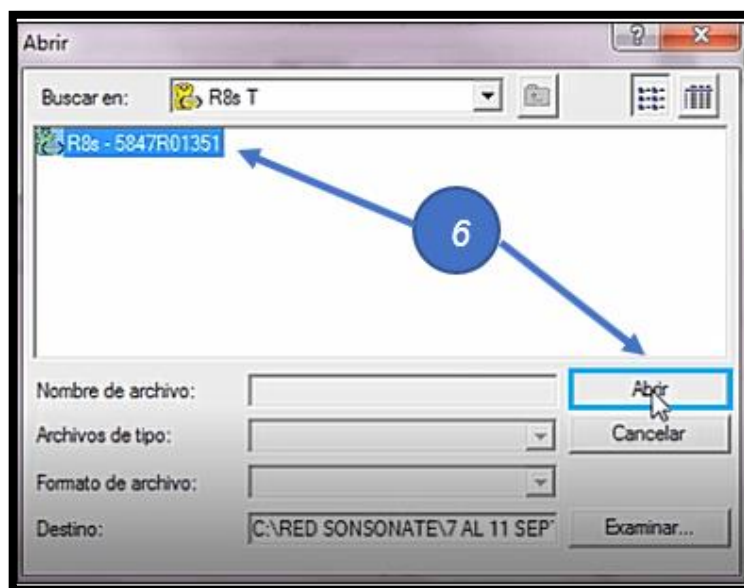 Abrir
Buscar en: R8s T
R8s - 5847R01351
6
Nombre de archivo: Abrir
Archivos de tipo: Cancelar
Formato de archivo:
Destino: C:\RED SONSONATE\7 AL 11 SEPT Examinar...